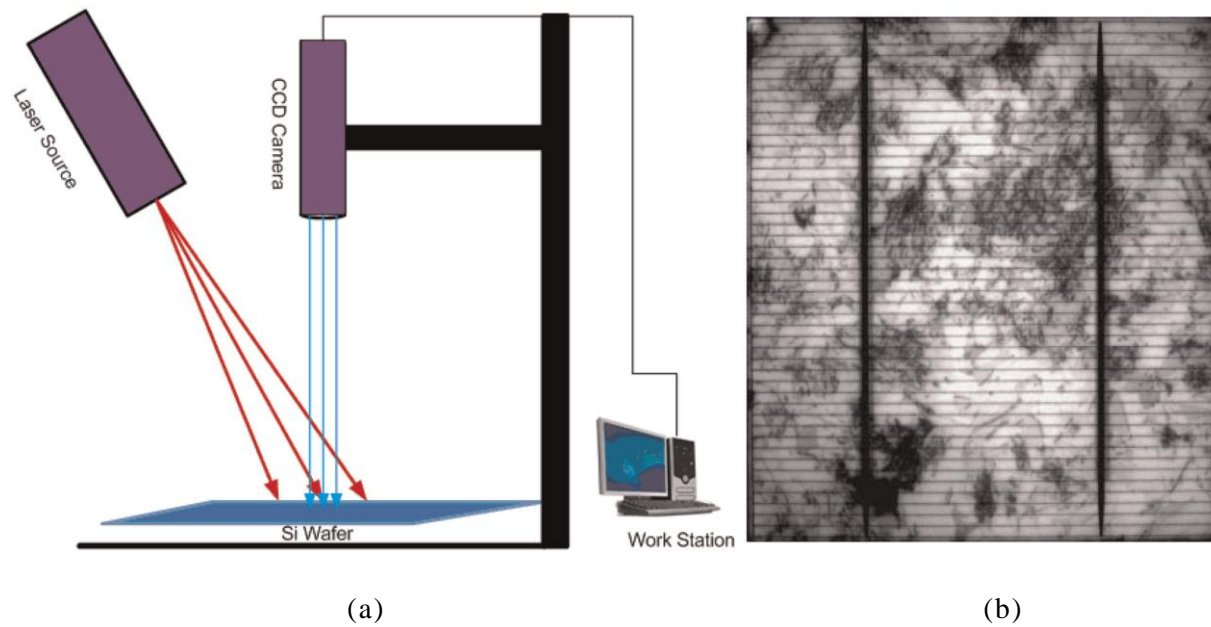 Laser Source
CCD Camera
Si Wafer
Work Station
(a)
(b)